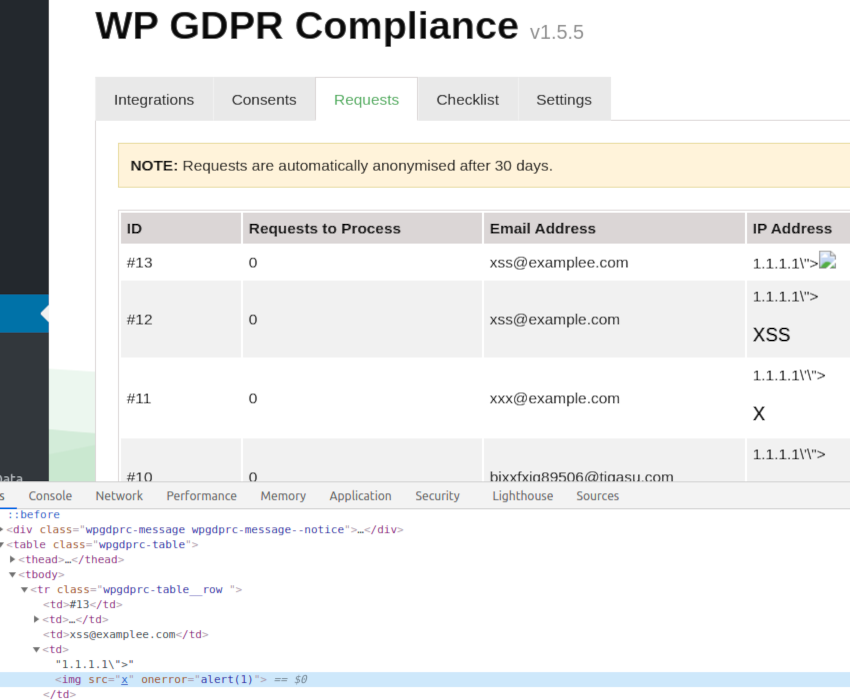 WP GDPR Compliance v1.5.5
Integrations Consents Requests Checklist Settings
NOTE: Requests are automatically anonymised after 30 days.
ID Requests to Process Email Address IP Address
#13 0 xss@examplee.com 1.1.1.1\">
1.1.1.1\">
#12 0 xss@example.com
XSS
1.1.1.1\'\">
#11 0 xxx@example.com
X
1.1.1.1\'\">
#10 0
Console Network Performance Memory Application Security Lighthouse Sources
::before
<div class="wpgdprc-message wpgdprc-message--notice">…</div>
<table class="wpgdprc-table">
<thead>…</thead>
<tbody>
<tr class="wpgdprc-table__row ">
<td>#13</td>
<td>…</td>
<td>xss@examplee.com</td>
<td>
"1.1.1.1\">"
<img src="x" onerror="alert(1)"> == $0
</td>